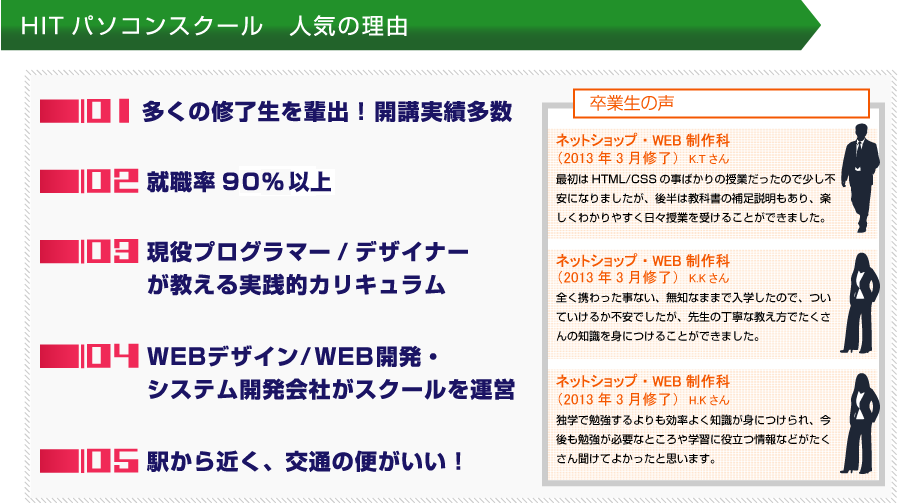 HIT パソコンスクール 人気の理由
01 多くの修了生を輩出！開講実績多数
02 就職率 90％以上
03 現役プログラマー / デザイナー
が教える実践的カリキュラム
04 WEBデザイン/WEB開発・
システム開発会社がスクールを運営
05 駅から近く、交通の便がいい！
卒業生の声
ネットショップ・WEB 制作科
（2013 年 3 月修了） K.T さん
最初は HTML/CSS の事ばかりの授業だったので少し不
安になりましたが、後半は教科書の補足説明もあり、楽
しくわかりやすく日々授業を受けることができました。
ネットショップ・WEB 制作科
（2013 年 3 月修了） K.K さん
全く携わった事ない、無知なままで入学したので、つい
ていけるか不安でしたが、先生の丁寧な教え方でたくさ
んの知識を身につけることができました。
ネットショップ・WEB 制作科
（2013 年 3 月修了） H.K さん
独学で勉強するよりも効率よく知識が身につけられ、今
後も勉強が必要なところや学習に役立つ情報などがたく
さん聞けてよかったと思います。